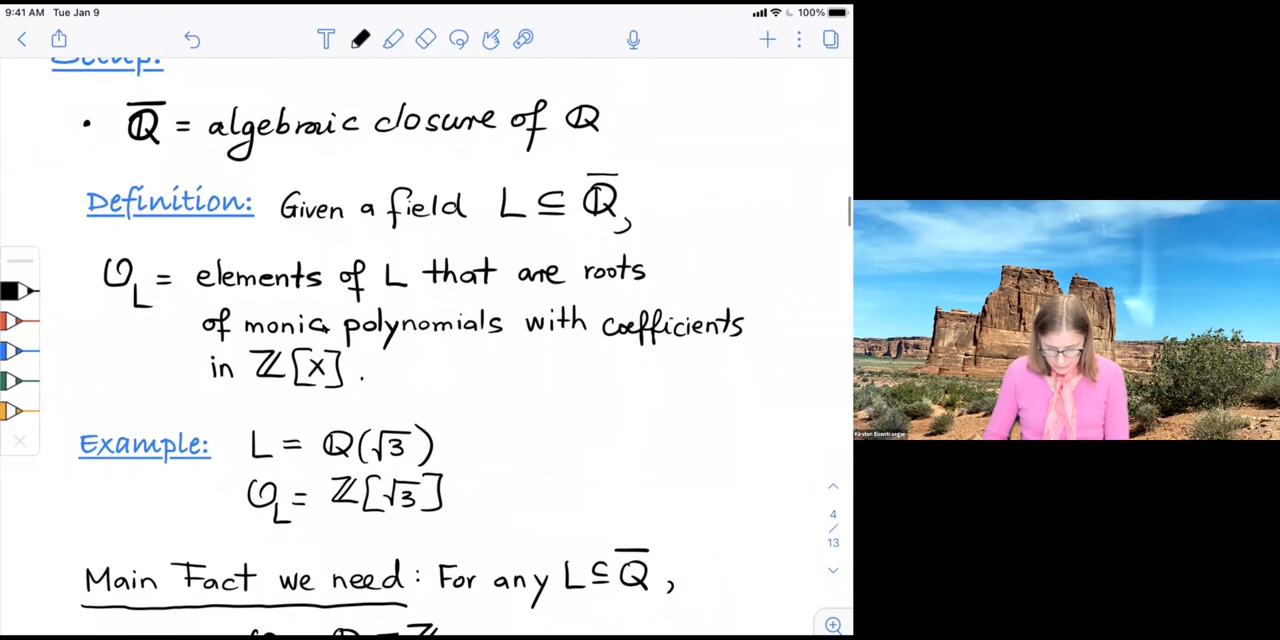 9:41 AM Tue Jan 9 100%
Setup:
• Q̅ = algebraic closure of Q
Definition: Given a field L ⊆ Q̅,
O_L = elements of L that are roots
of monic polynomials with coefficients
in ℤ[x].
Example: L = Q(√3)
O_L = ℤ[√3]
4
/
13
Main Fact we need: For any L ⊆ Q̅,
Kirsten Eisentraeger